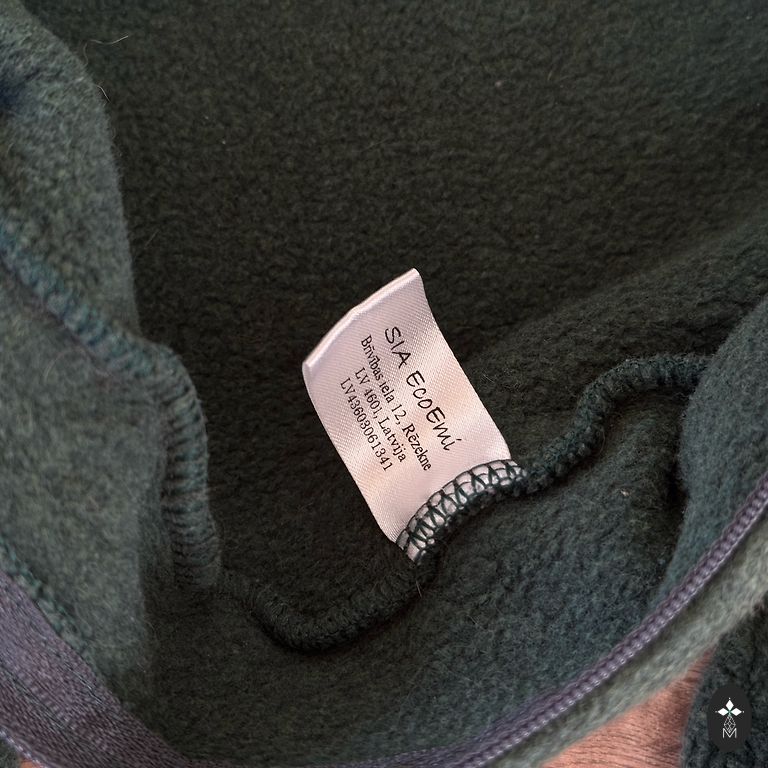 SIA EcoEmi
Brīvības iela 12, Rēzekne
LV 4601, Latvija
LV43603061341
M